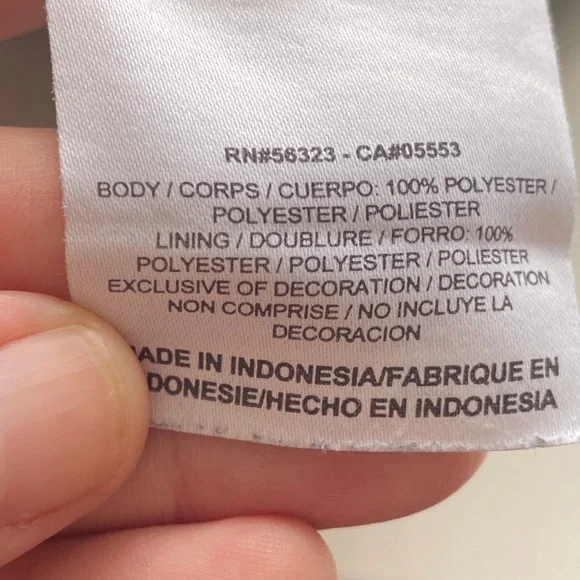 RN#56323 - CA#05553
BODY / CORPS / CUERPO: 100% POLYESTER /
POLYESTER / POLIESTER
LINING / DOUBLURE / FORRO: 100%
POLYESTER / POLYESTER / POLIESTER
EXCLUSIVE OF DECORATION / DECORATION
NON COMPRISE / NO INCLUYE LA
DECORACION
ADE IN INDONESIA/FABRIQUE EN
DONESIE/HECHO EN INDONESIA